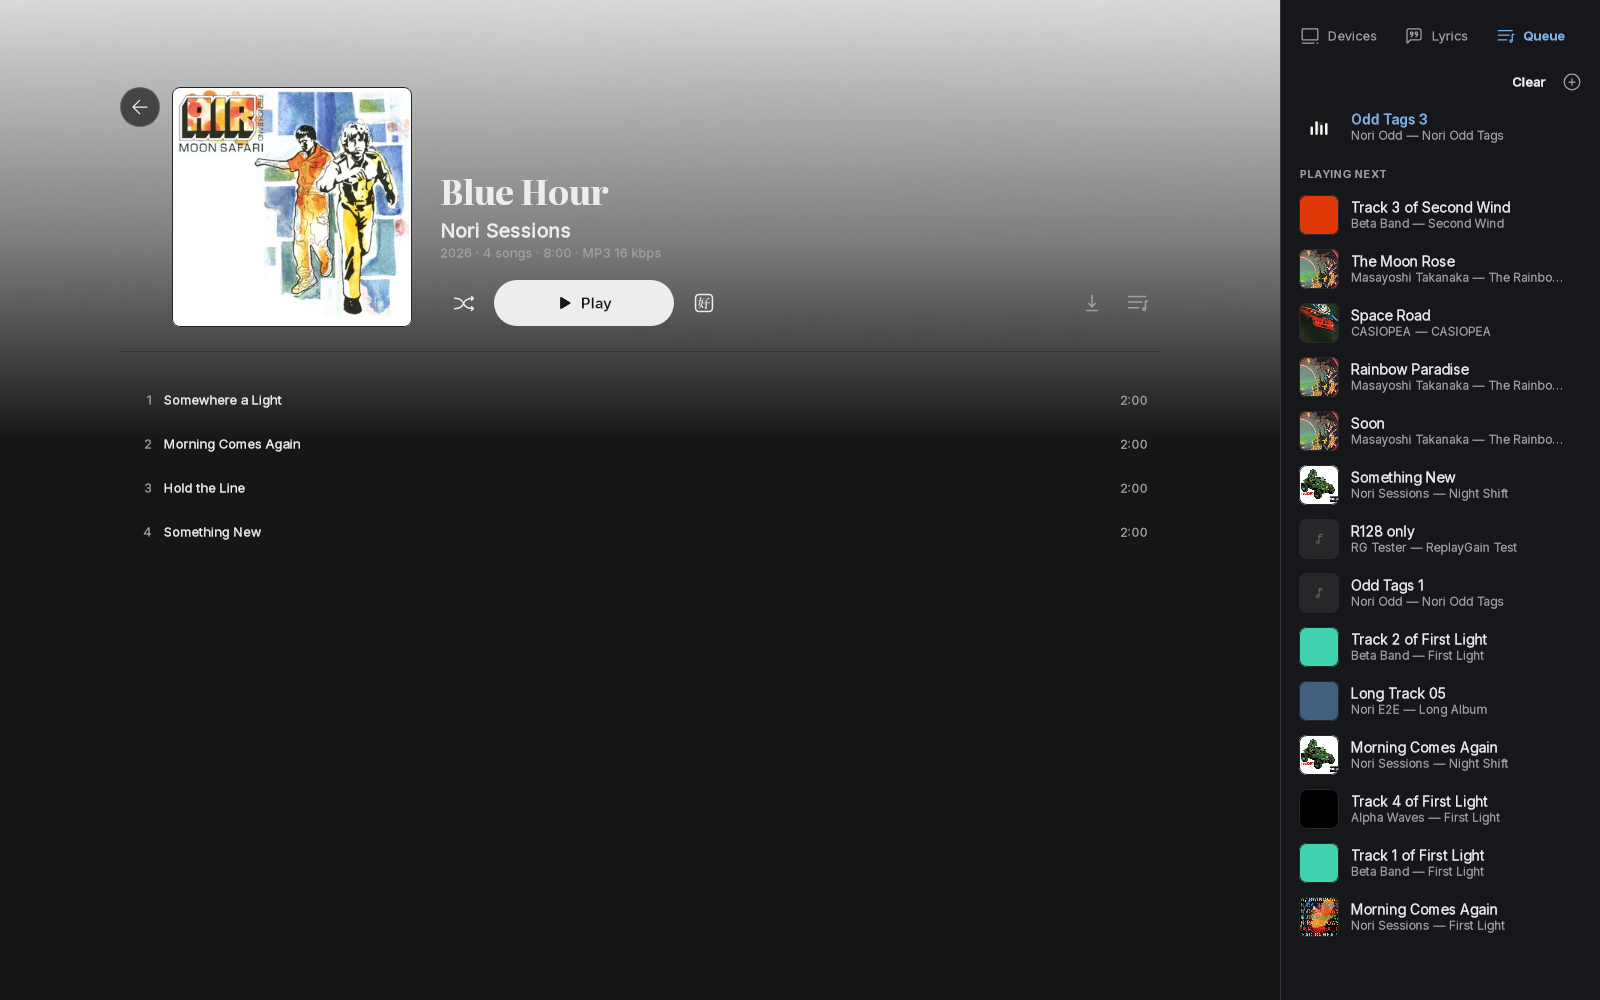 AIR
FRENCH BAND
MOON SAFARI
Blue Hour
Nori Sessions
2026 · 4 songs · 8:00 · MP3 16 kbps
Play
好
1 Somewhere a Light 2:00
2 Morning Comes Again 2:00
3 Hold the Line 2:00
4 Something New 2:00
Devices Lyrics Queue
Clear
Odd Tags 3
Nori Odd — Nori Odd Tags
PLAYING NEXT
Track 3 of Second Wind
Beta Band — Second Wind
The Moon Rose
Masayoshi Takanaka — The Rainbo...
Space Road
CASIOPEA — CASIOPEA
Rainbow Paradise
Masayoshi Takanaka — The Rainbo...
Soon
Masayoshi Takanaka — The Rainbo...
Something New
Nori Sessions — Night Shift
R128 only
RG Tester — ReplayGain Test
Odd Tags 1
Nori Odd — Nori Odd Tags
Track 2 of First Light
Beta Band — First Light
Long Track 05
Nori E2E — Long Album
Morning Comes Again
Nori Sessions — Night Shift
Track 4 of First Light
Alpha Waves — First Light
Track 1 of First Light
Beta Band — First Light
Morning Comes Again
Nori Sessions — First Light